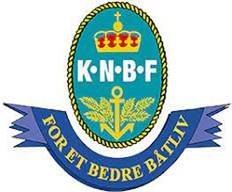 K·N·B·F
FOR ET BEDRE BÅTLIV